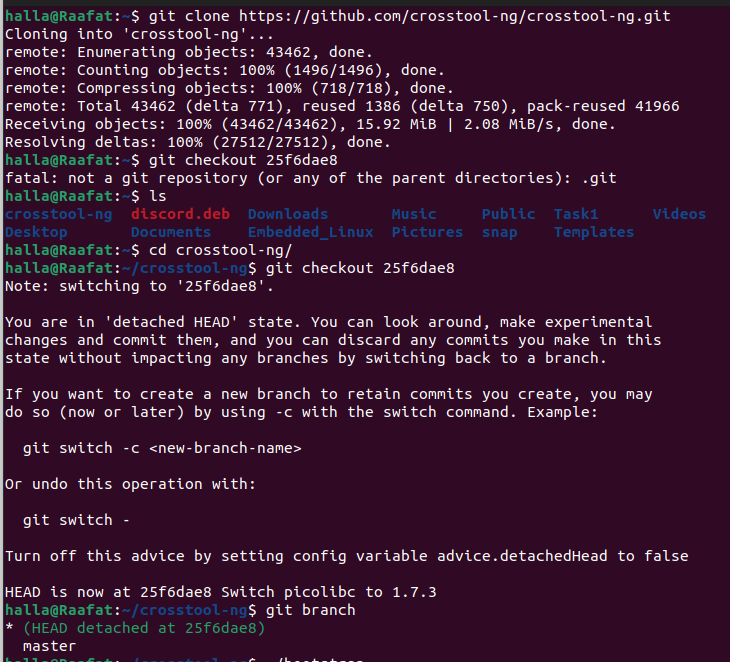 halla@Raafat:~$ git clone https://github.com/crosstool-ng/crosstool-ng.git
Cloning into 'crosstool-ng'...
remote: Enumerating objects: 43462, done.
remote: Counting objects: 100% (1496/1496), done.
remote: Compressing objects: 100% (718/718), done.
remote: Total 43462 (delta 771), reused 1386 (delta 750), pack-reused 41966
Receiving objects: 100% (43462/43462), 15.92 MiB | 2.08 MiB/s, done.
Resolving deltas: 100% (27512/27512), done.
halla@Raafat:~$ git checkout 25f6dae8
fatal: not a git repository (or any of the parent directories): .git
halla@Raafat:~$ ls
crosstool-ng  discord.deb  Downloads       Music     Public  Task1      Videos
Desktop       Documents    Embedded_Linux  Pictures  snap    Templates
halla@Raafat:~$ cd crosstool-ng/
halla@Raafat:~/crosstool-ng$ git checkout 25f6dae8
Note: switching to '25f6dae8'.

You are in 'detached HEAD' state. You can look around, make experimental
changes and commit them, and you can discard any commits you make in this
state without impacting any branches by switching back to a branch.

If you want to create a new branch to retain commits you create, you may
do so (now or later) by using -c with the switch command. Example:

  git switch -c <new-branch-name>

Or undo this operation with:

  git switch -

Turn off this advice by setting config variable advice.detachedHead to false

HEAD is now at 25f6dae8 Switch picolibc to 1.7.3
halla@Raafat:~/crosstool-ng$ git branch
* (HEAD detached at 25f6dae8)
  master